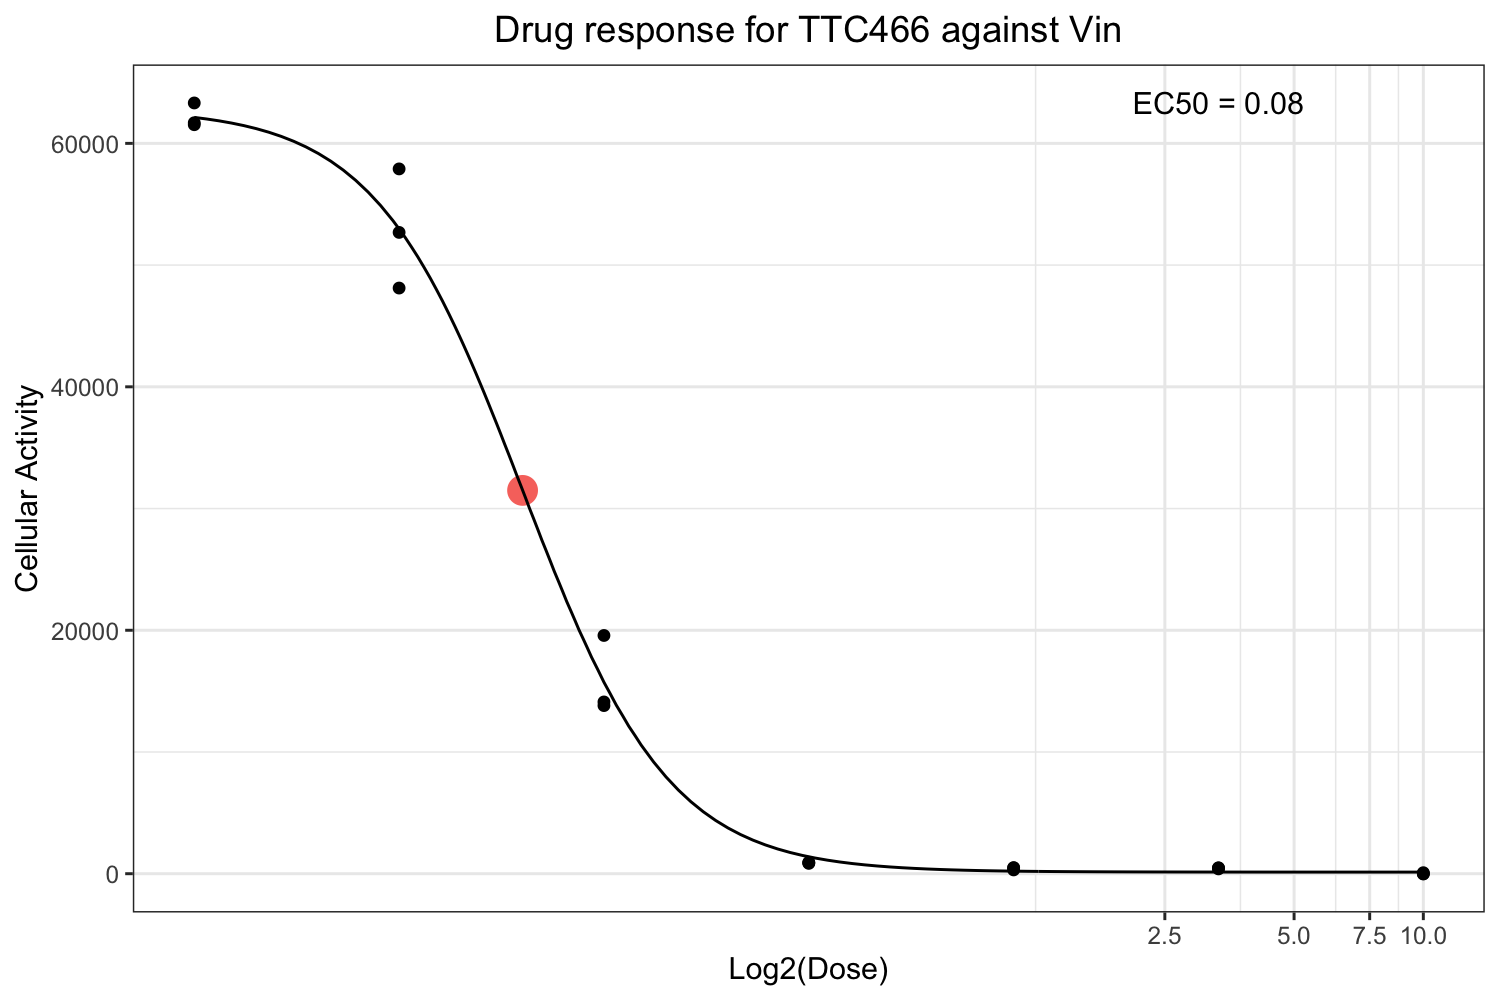 Drug response for TTC466 against Vin
EC50 = 0.08
Cellular Activity
60000
40000
20000
0
2.5 5.0 7.5 10.0
Log2(Dose)